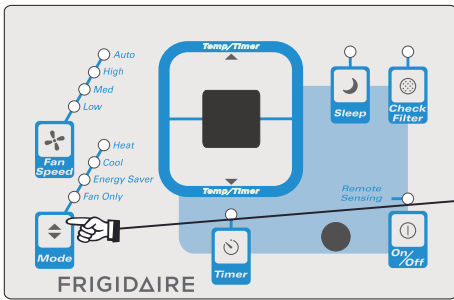 Temp/Timer
Auto
High
Med
Low
Fan
Speed
Sleep
Check
Filter
Heat
Cool
Energy Saver
Fan Only
Temp/Timer
Remote
Sensing
Mode
Timer
On/Off
FRIGIDAIRE